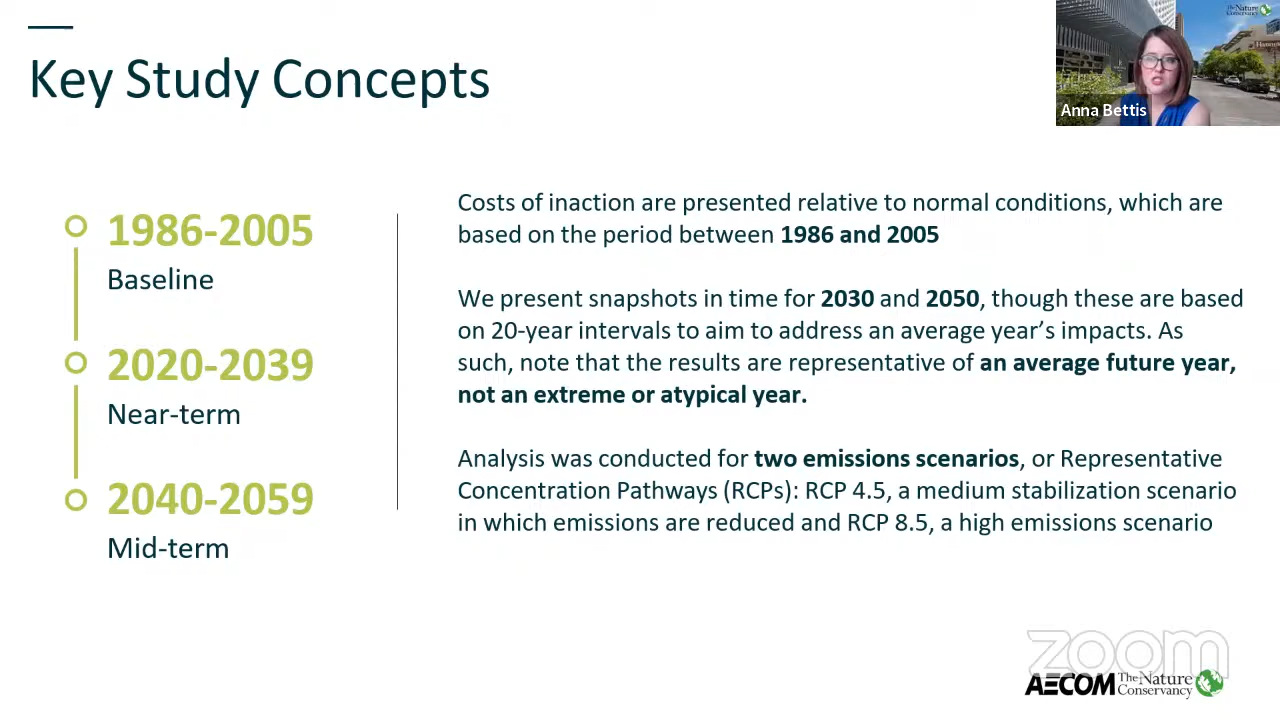 Key Study Concepts
The Nature
Conservancy
Anna Bettis
1986-2005
Baseline
2020-2039
Near-term
2040-2059
Mid-term
Costs of inaction are presented relative to normal conditions, which are
based on the period between 1986 and 2005
We present snapshots in time for 2030 and 2050, though these are based
on 20-year intervals to aim to address an average year’s impacts. As
such, note that the results are representative of an average future year,
not an extreme or atypical year.
Analysis was conducted for two emissions scenarios, or Representative
Concentration Pathways (RCPs): RCP 4.5, a medium stabilization scenario
in which emissions are reduced and RCP 8.5, a high emissions scenario
zoom
AECOM
The Nature
Conservancy